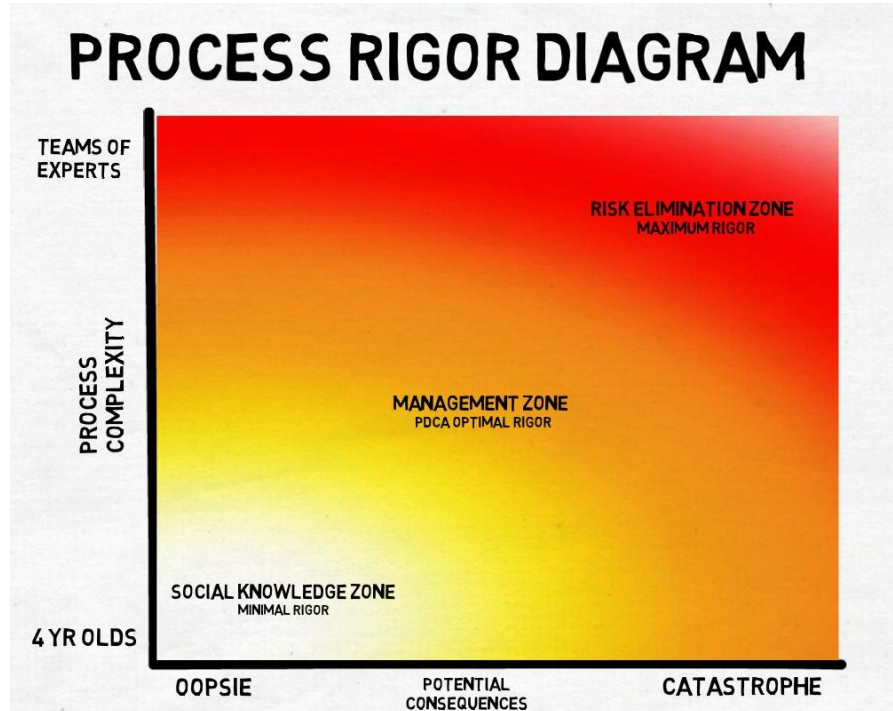 PROCESS RIGOR DIAGRAM
TEAMS OF
EXPERTS
RISK ELIMINATION ZONE
MAXIMUM RIGOR
PROCESS
COMPLEXITY
MANAGEMENT ZONE
PDCA OPTIMAL RIGOR
SOCIAL KNOWLEDGE ZONE
MINIMAL RIGOR
4 YR OLDS
OOPSIE
POTENTIAL
CONSEQUENCES
CATASTROPHE